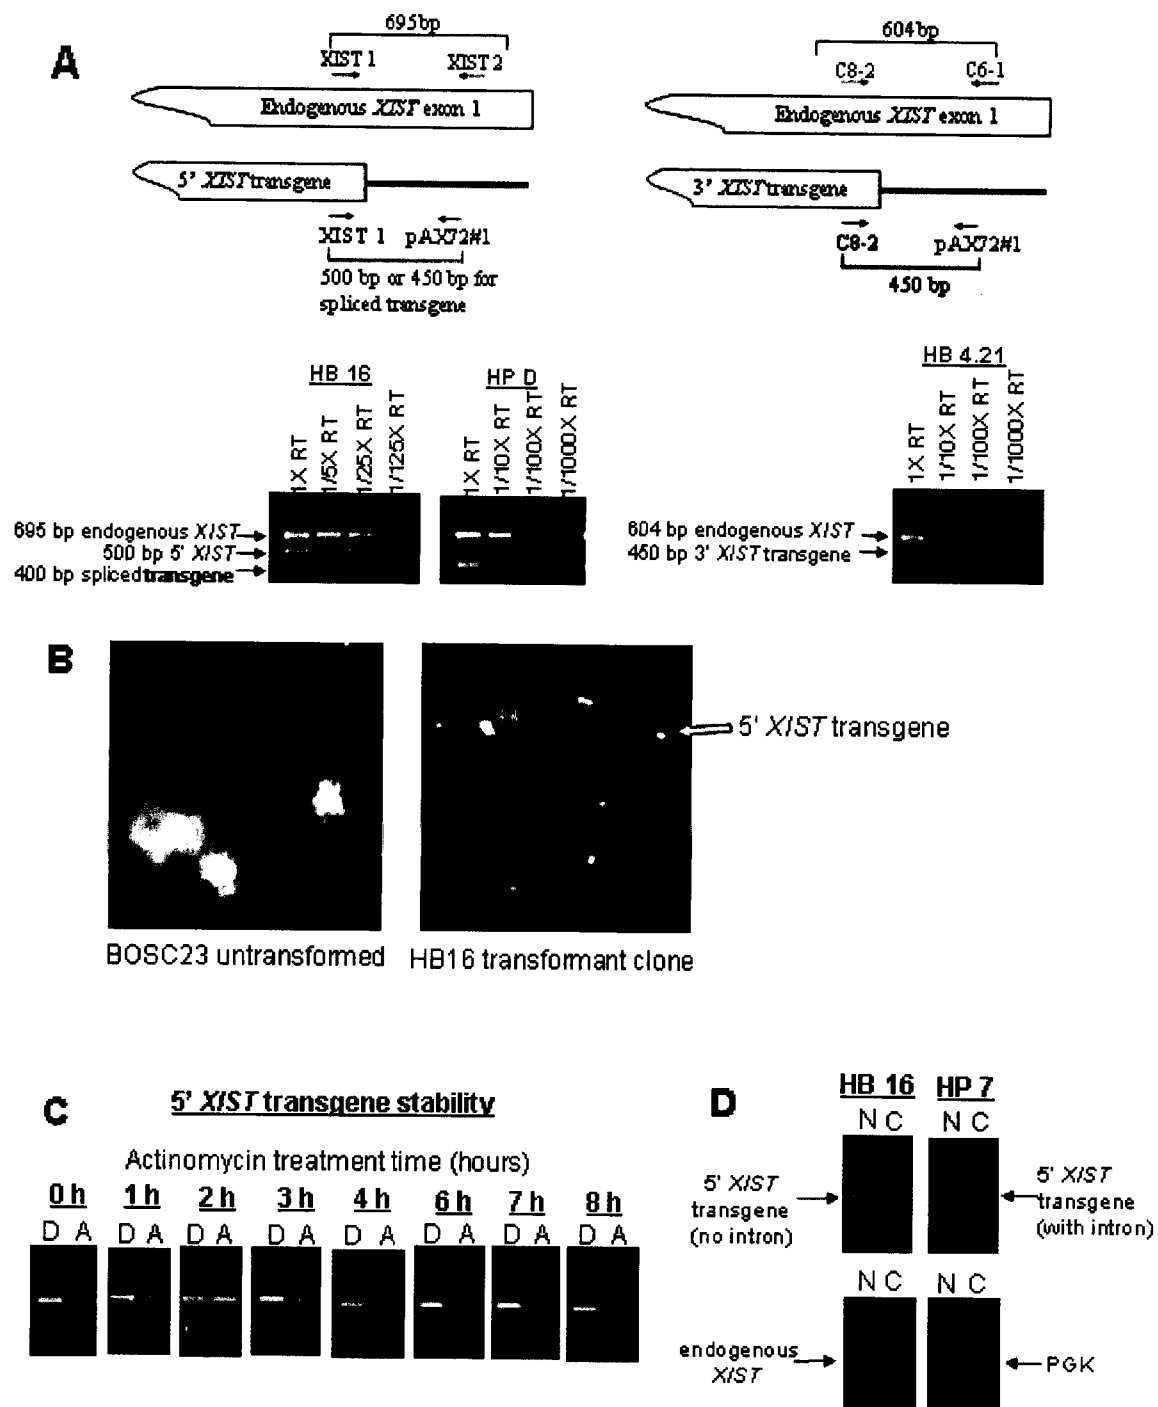 A
695bp
XIST 1
XIST 2
Endogenous XIST exon 1
5' XIST transgene
XIST 1 pAX72#1
500 bp or 450 bp for
spliced transgene
604bp
C8-2
C6-1
Endogenous XIST exon 1
3' XIST transgene
C8-2
pAX72#1
450 bp
HB 16
1X RT
1/5X RT
1/25X RT
1/125X RT
HP D
1X RT
1/10X RT
1/100X RT
1/1000X RT
HB 4.21
1X RT
1/10X RT
1/100X RT
1/1000X RT
695 bp endogenous XIST
500 bp 5' XIST
400 bp spliced transgene
604 bp endogenous XIST
450 bp 3' XIST transgene
B
5' XIST transgene
BOSC23 untransformed
HB16 transformant clone
C
5' XIST transgene stability
Actinomycin treatment time (hours)
0 h 1 h 2 h 3 h 4 h 6 h 7 h 8 h
D A D A D A D A D A D A D A D A
D
HB 16 HP 7
N C N C
5' XIST
transgene
(no intron)
5' XIST
transgene
(with intron)
N C N C
endogenous
XIST
PGK